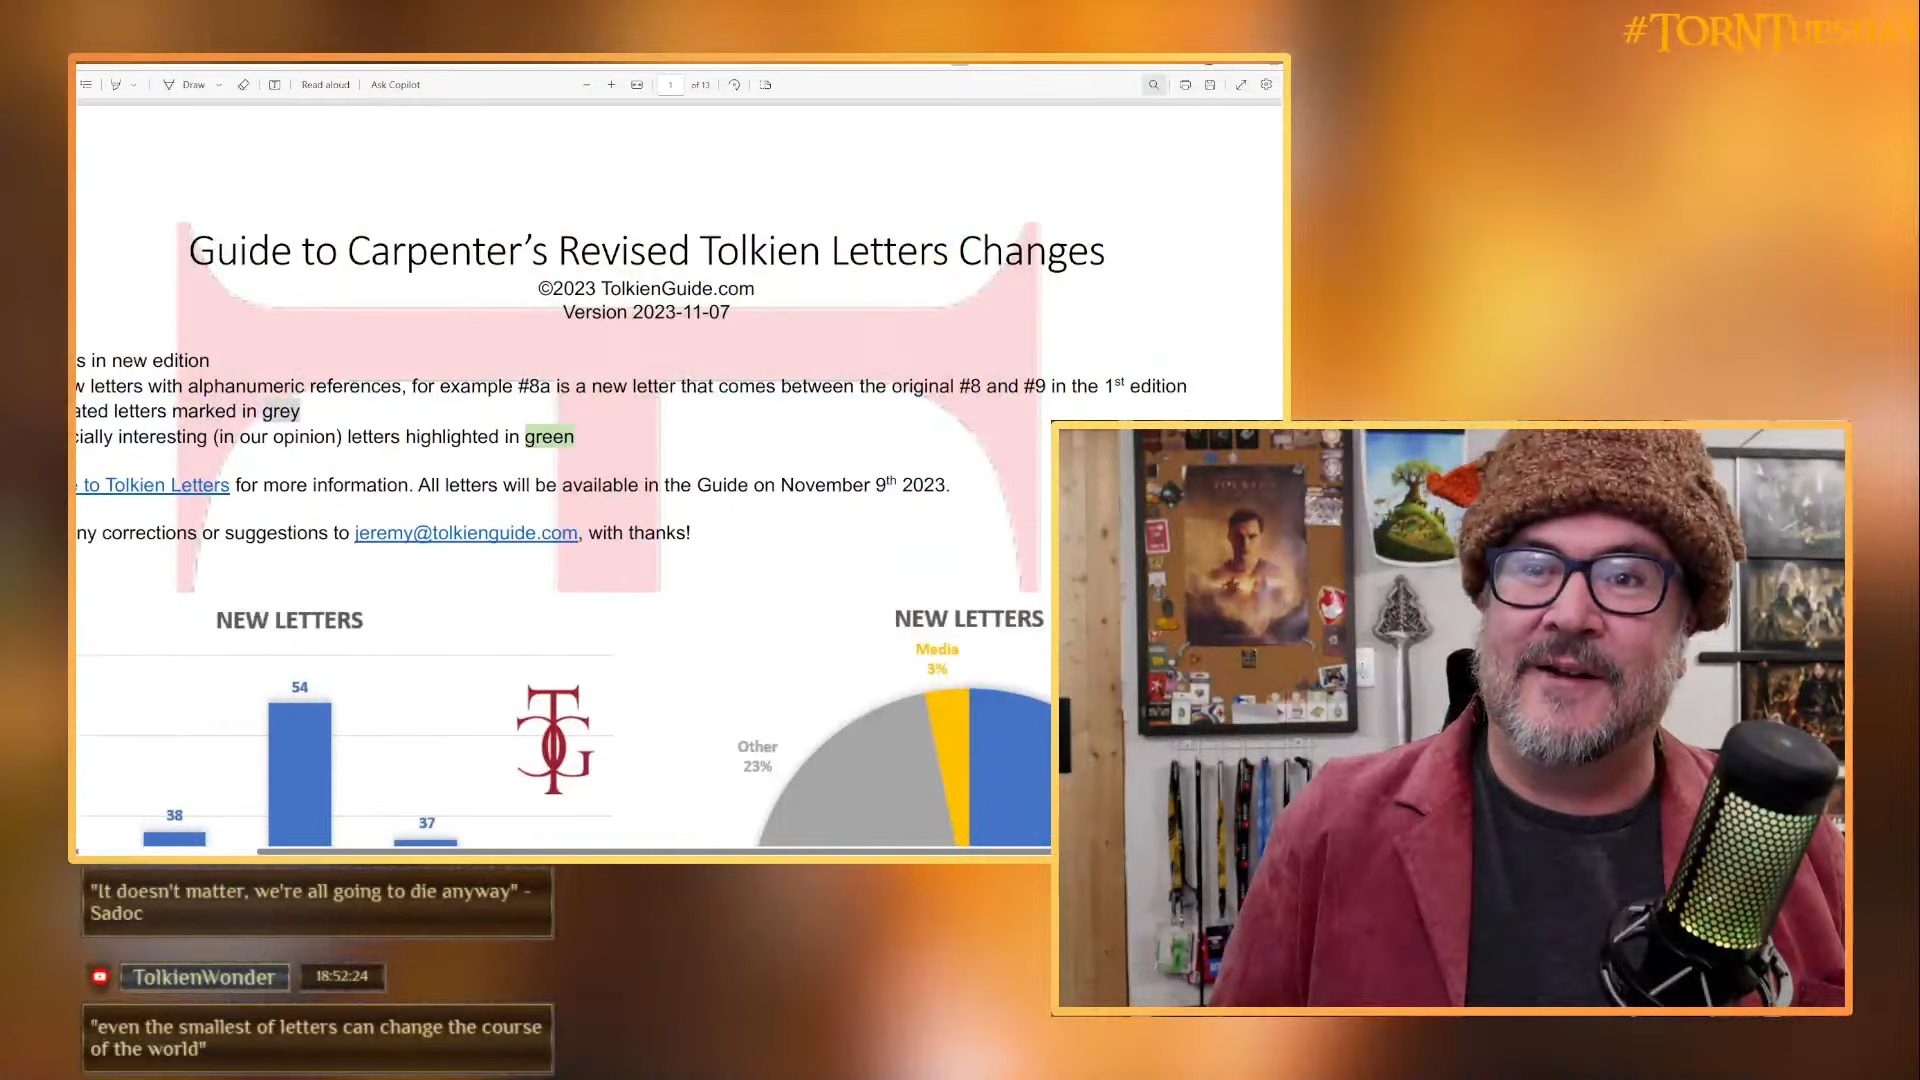 #TORNTUESDAY
Draw
Read aloud
Ask Copilot
1
of 13
Guide to Carpenter's Revised Tolkien Letters Changes
©2023 TolkienGuide.com
Version 2023-11-07
s in new edition
w letters with alphanumeric references, for example #8a is a new letter that comes between the original #8 and #9 in the 1st edition
ated letters marked in grey
cially interesting (in our opinion) letters highlighted in green
e to Tolkien Letters for more information. All letters will be available in the Guide on November 9th 2023.
ny corrections or suggestions to jeremy@tolkienguide.com, with thanks!
NEW LETTERS
54
38
37
TCG
NEW LETTERS
Media
3%
Other
23%
TOLKIEN
"It doesn't matter, we're all going to die anyway" -
Sadoc
TolkienWonder
18:52:24
"even the smallest of letters can change the course
of the world"